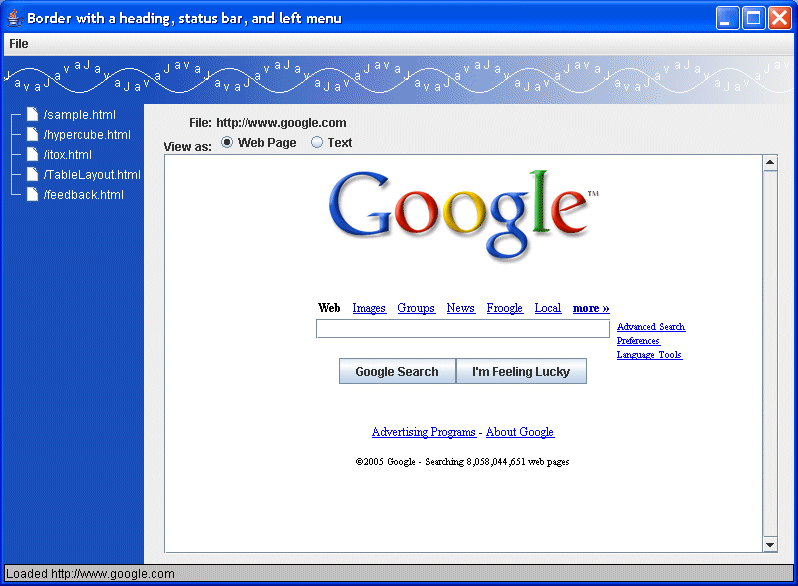 Border with a heading, status bar, and left menu
File
J a v a J a v a J a v a J a v a J a v a J a v a J a v a J a v a J a v a J a v a J a v a J a v a J a v a
/sample.html
/hypercube.html
/itox.html
/TableLayout.html
/feedback.html
File: http://www.google.com
View as: Web Page Text
Google™
Web Images Groups News Froogle Local more »
Advanced Search
Preferences
Language Tools
Google Search I'm Feeling Lucky
Advertising Programs - About Google
©2005 Google - Searching 8,058,044,651 web pages
Loaded http://www.google.com